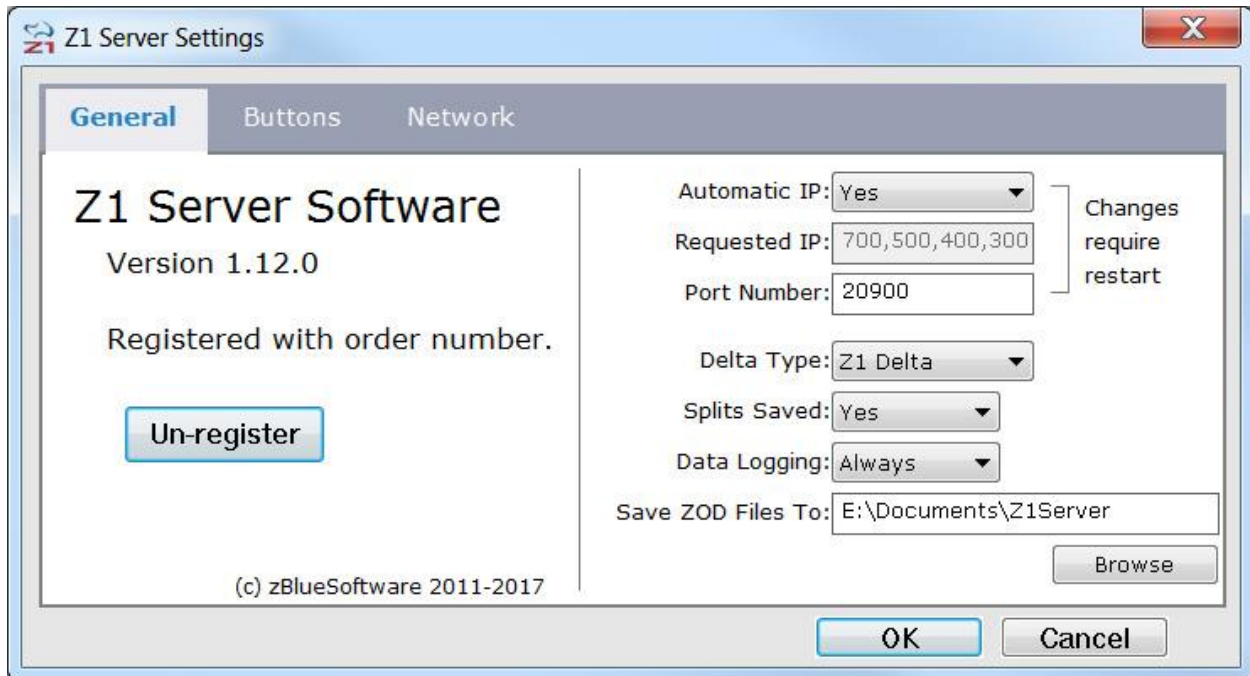 Z1 Z1 Server Settings
X
General Buttons Network
Z1 Server Software
Version 1.12.0
Registered with order number.
Un-register
(c) zBlueSoftware 2011-2017
Automatic IP: Yes
Requested IP: 700,500,400,300
Port Number: 20900
Changes
require
restart
Delta Type: Z1 Delta
Splits Saved: Yes
Data Logging: Always
Save ZOD Files To: E:\Documents\Z1Server
Browse
OK Cancel